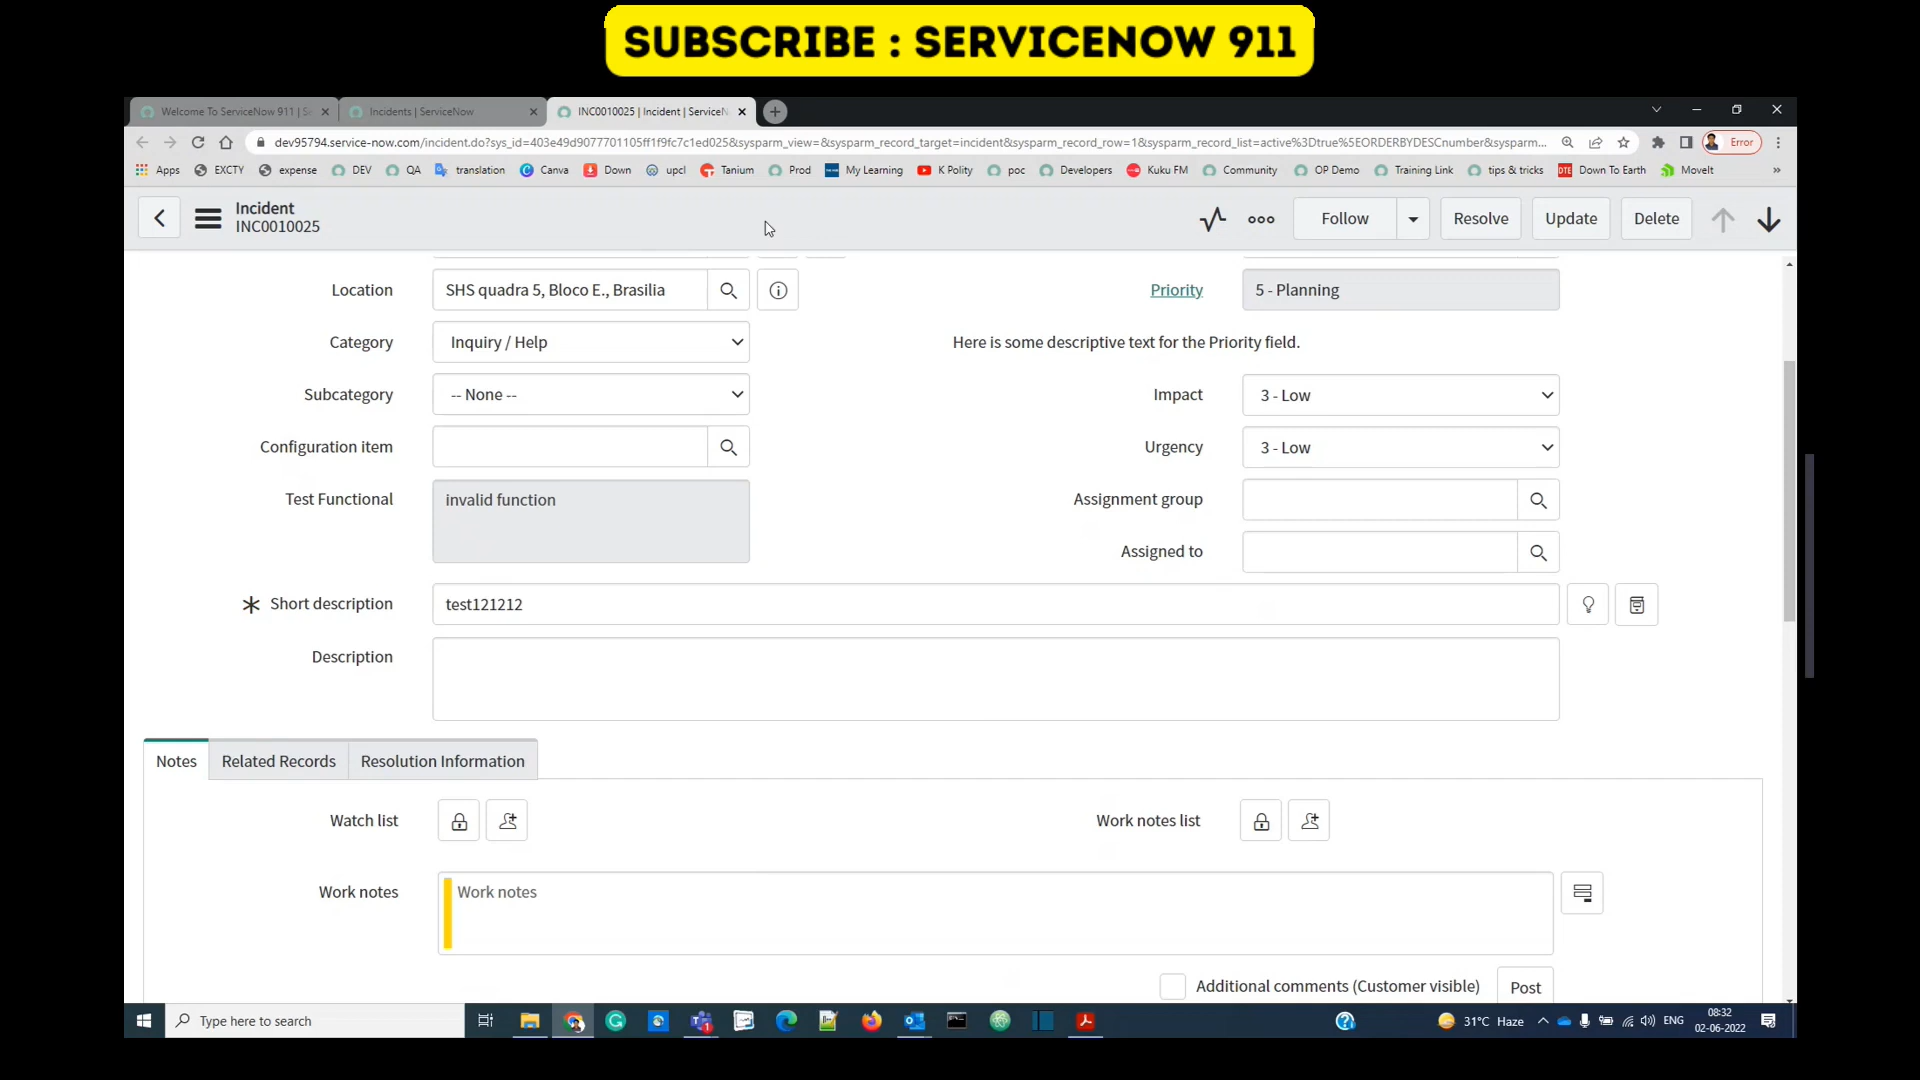 SUBSCRIBE : SERVICENOW 911
Welcome To ServiceNow 911 | Se
Incidents | ServiceNow
INC0010025 | Incident | ServiceN
dev95794.service-now.com/incident.do?sys_id=403e49d9077701105ff1f9fc7c1ed025&sysparm_view=&sysparm_record_target=incident&sysparm_record_row=1&sysparm_record_list=active%3Dtrue%5EORDERBYDESCnumber&sysparm...
Error
Apps EXCTY expense DEV QA translation Canva Down upcl Tanium Prod My Learning K Polity poc Developers Kuku FM Community OP Demo Training Link tips & tricks Down To Earth MoveIt »
Incident
INC0010025
Follow Resolve Update Delete
Location SHS quadra 5, Bloco E., Brasilia Priority 5 - Planning
Category Inquiry / Help Here is some descriptive text for the Priority field.
Subcategory -- None -- Impact 3 - Low
Configuration item Urgency 3 - Low
Test Functional invalid function Assignment group
Assigned to
Short description test121212
Description
Notes Related Records Resolution Information
Watch list Work notes list
Work notes Work notes
Additional comments (Customer visible) Post
Type here to search
31°C Haze ENG 08:32
02-06-2022